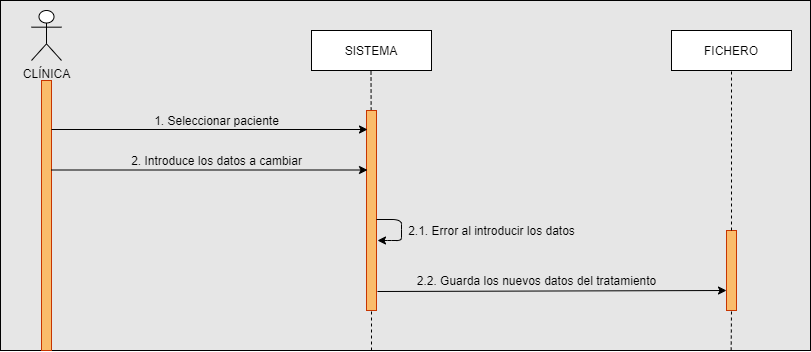 CLÍNICA
SISTEMA
FICHERO
1. Seleccionar paciente
2. Introduce los datos a cambiar
2.1. Error al introducir los datos
2.2. Guarda los nuevos datos del tratamiento